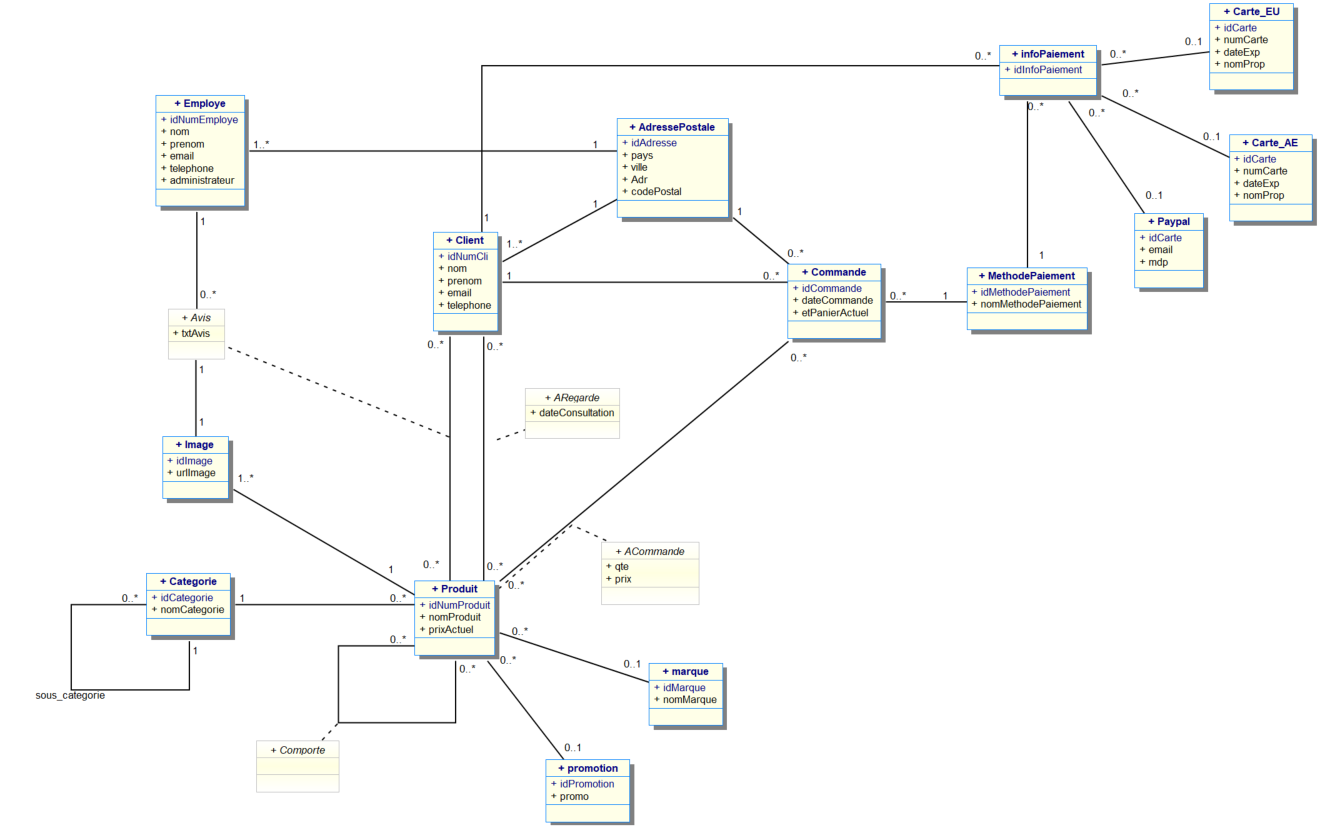 + Carte_EU
+ idCarte
+ numCarte
+ dateExp
+ nomProp
0..1
0..*
0..*
+ infoPaiement
+ idInfoPaiement
0..*
0..*
0..*
0..1
+ Carte_AE
+ idCarte
+ numCarte
+ dateExp
+ nomProp
+ Employe
+ idNumEmploye
+ nom
+ prenom
+ email
+ telephone
+ administrateur
1..*
1
+ AdressePostale
+ idAdresse
+ pays
+ ville
+ Adr
+ codePostal
1
1
1
1
0..1
+ Paypal
+ idCarte
+ email
+ mdp
+ Client
+ idNumCli
+ nom
+ prenom
+ email
+ telephone
1..*
1
0..*
0..*
+ Commande
+ idCommande
+ dateCommande
+ etPanierActuel
0..*
1
1
+ MethodePaiement
+ idMethodePaiement
+ nomMethodePaiement
0..*
+ Avis
+ txtAvis
1
0..*
0..*
0..*
+ ARegarde
+ dateConsultation
1
+ Image
+ idImage
+ urlImage
1..*
1
0..*
0..*
0..*
+ ACommande
+ qte
+ prix
+ Categorie
+ idCategorie
+ nomCategorie
0..*
1
1
sous_categorie
0..*
+ Produit
+ idNumProduit
+ nomProduit
+ prixActuel
0..*
0..*
0..*
0..*
0..1
+ marque
+ idMarque
+ nomMarque
+ Comporte
0..1
+ promotion
+ idPromotion
+ promo